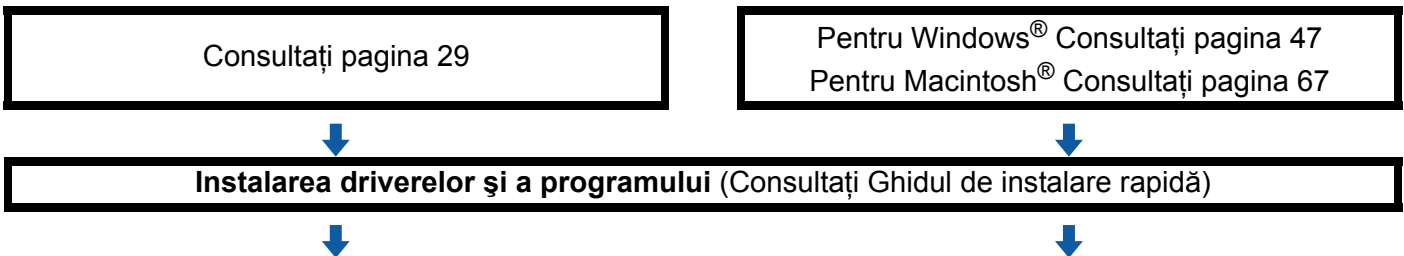 Consultați pagina 29
Pentru Windows® Consultați pagina 47
Pentru Macintosh® Consultați pagina 67
Instalarea driverelor şi a programului (Consultați Ghidul de instalare rapidă)